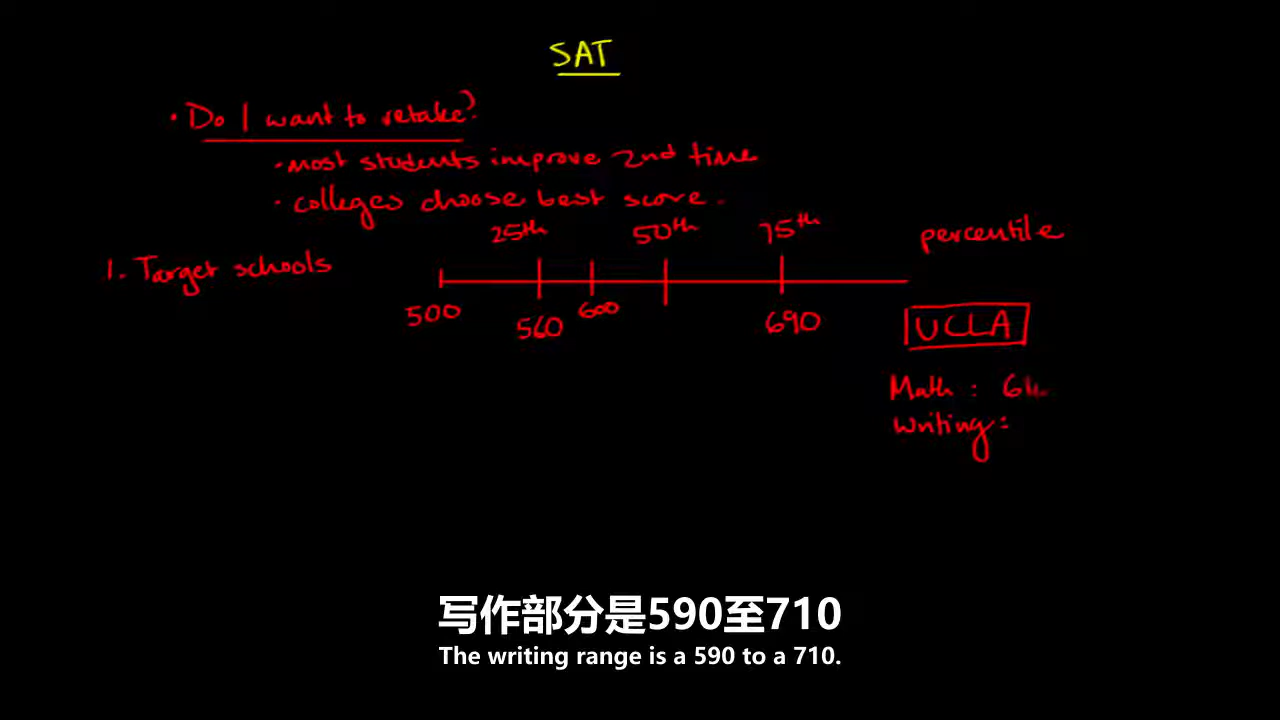 SAT
• Do I want to retake?
• most students improve 2nd time
• colleges choose best score.
25th 50th 75th percentile
1. Target schools
500 560 600 690
UCLA
Math :
Writing:
写作部分是590至710
The writing range is a 590 to a 710.